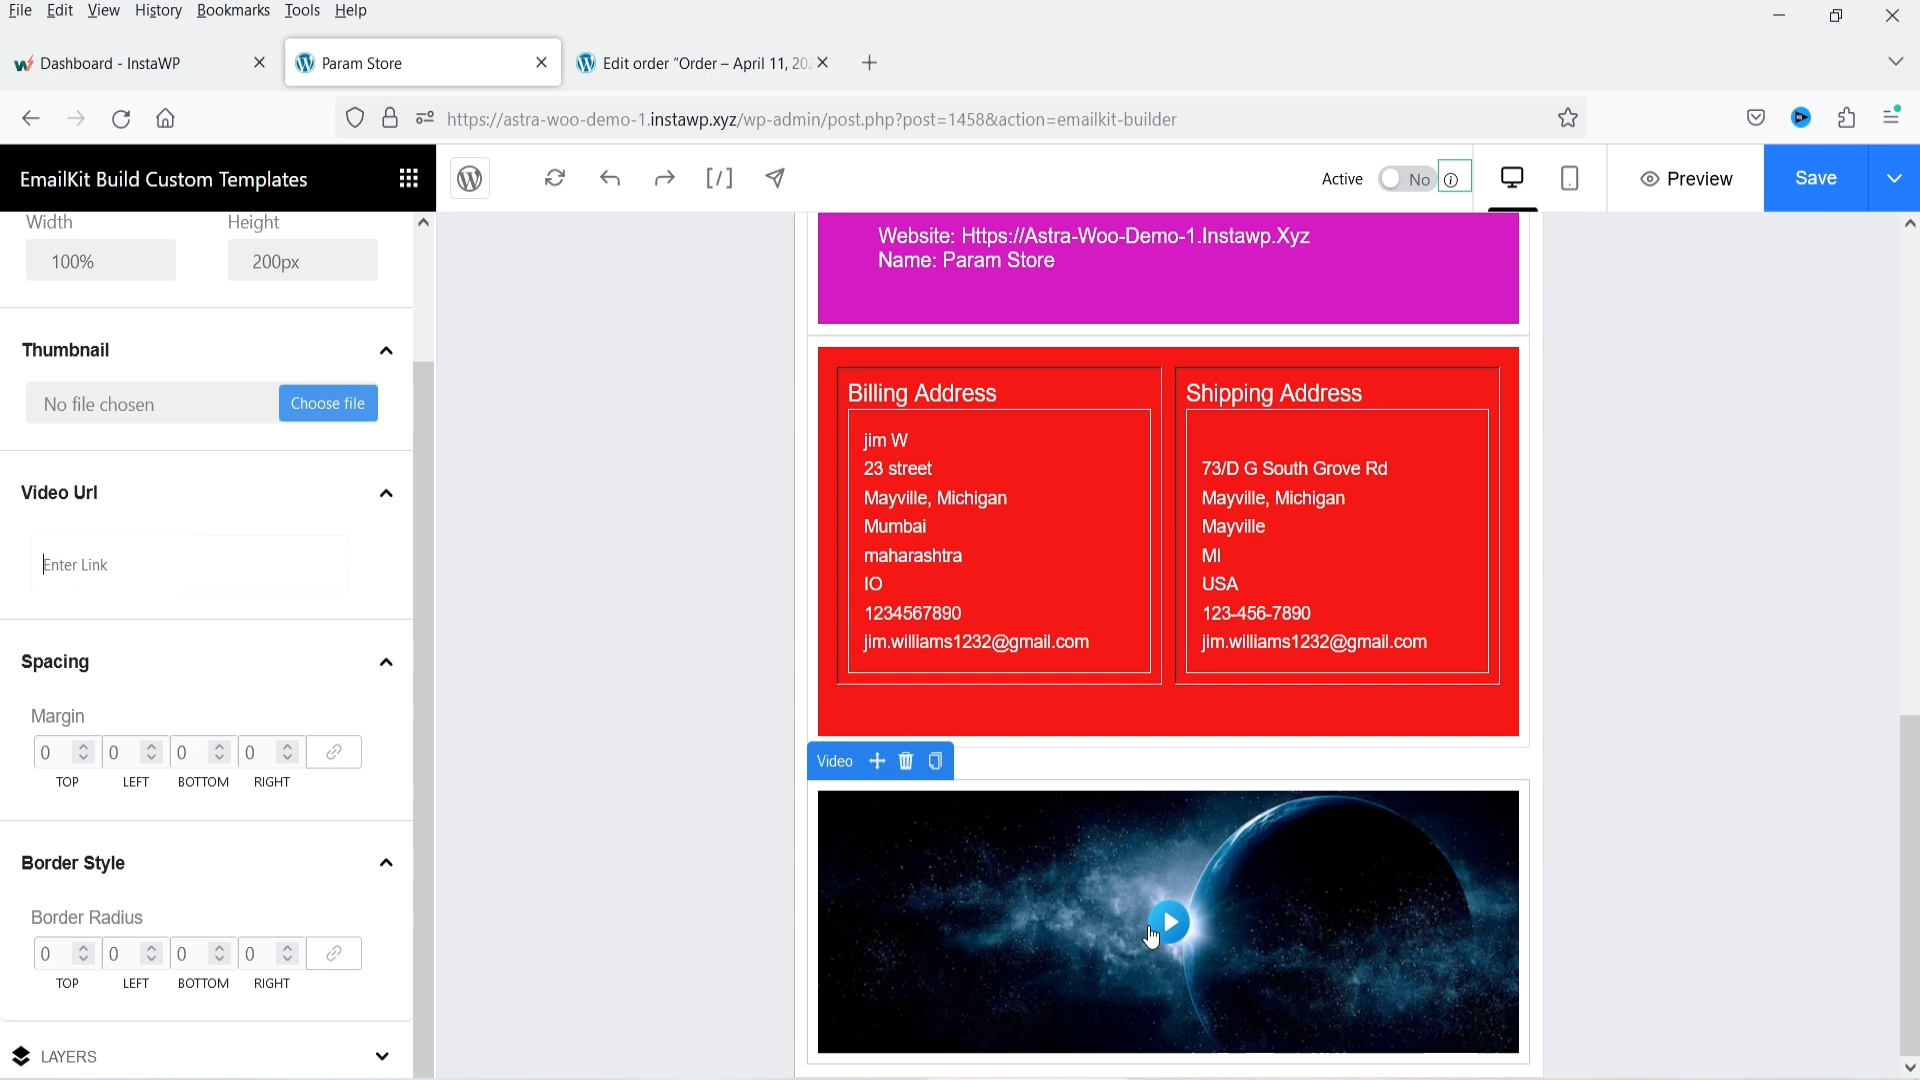 File Edit View History Bookmarks Tools Help
Dashboard - InstaWP
Param Store
Edit order “Order – April 11, 20
https://astra-woo-demo-1.instawp.xyz/wp-admin/post.php?post=1458&action=emailkit-builder
EmailKit Build Custom Templates
Active No
Preview
Save
Width Height
100% 200px
Thumbnail
No file chosen Choose file
Video Url
Enter Link
Spacing
Margin
0 0 0 0
TOP LEFT BOTTOM RIGHT
Border Style
Border Radius
0 0 0 0
TOP LEFT BOTTOM RIGHT
LAYERS
Website: Https://Astra-Woo-Demo-1.Instawp.Xyz
Name: Param Store
Billing Address
jim W
23 street
Mayville, Michigan
Mumbai
maharashtra
IO
1234567890
jim.williams1232@gmail.com
Shipping Address
73/D G South Grove Rd
Mayville, Michigan
Mayville
MI
USA
123-456-7890
jim.williams1232@gmail.com
Video